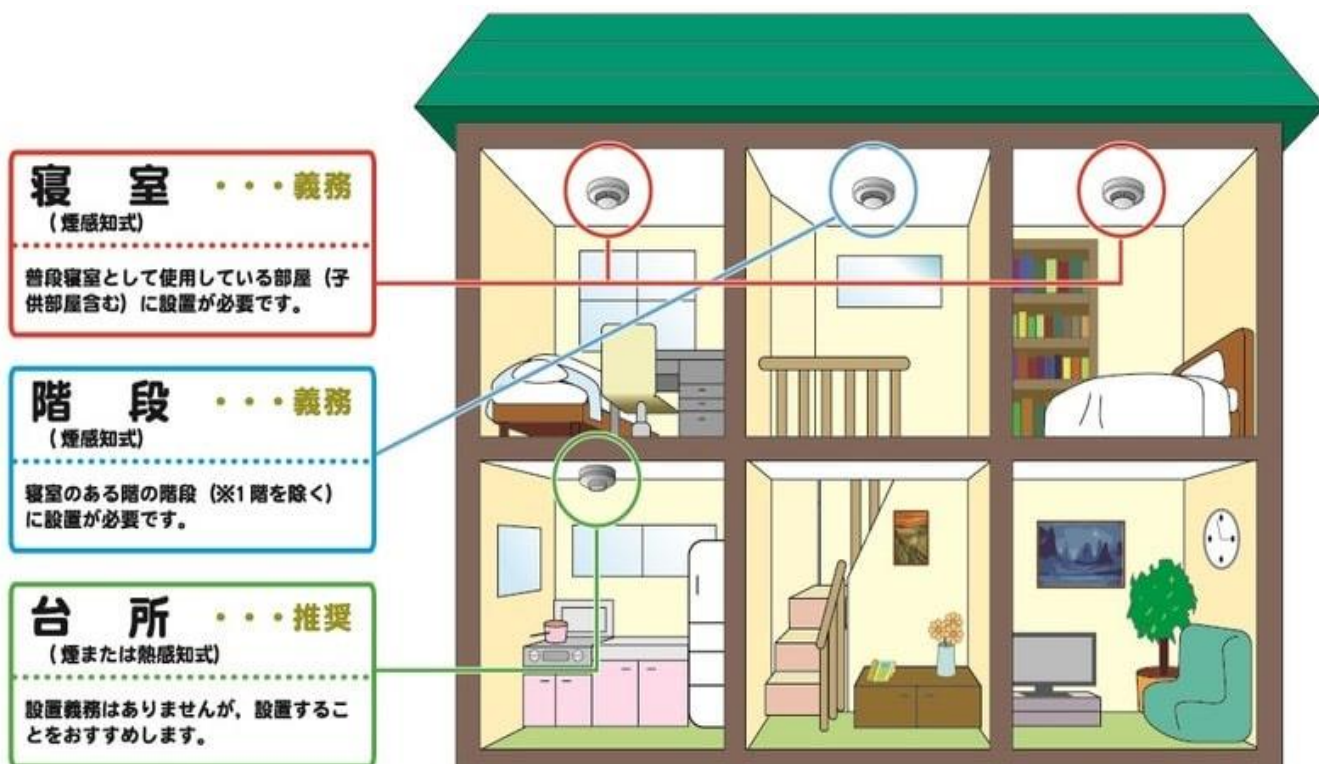 寝室 ・・・義務
（煙感知式）
普段寝室として使用している部屋（子
供部屋含む）に設置が必要です。
階段 ・・・義務
（煙感知式）
寝室のある階の階段（※1階を除く）
に設置が必要です。
台所 ・・・推奨
（煙または熱感知式）
設置義務はありませんが，設置するこ
とをおすすめします。